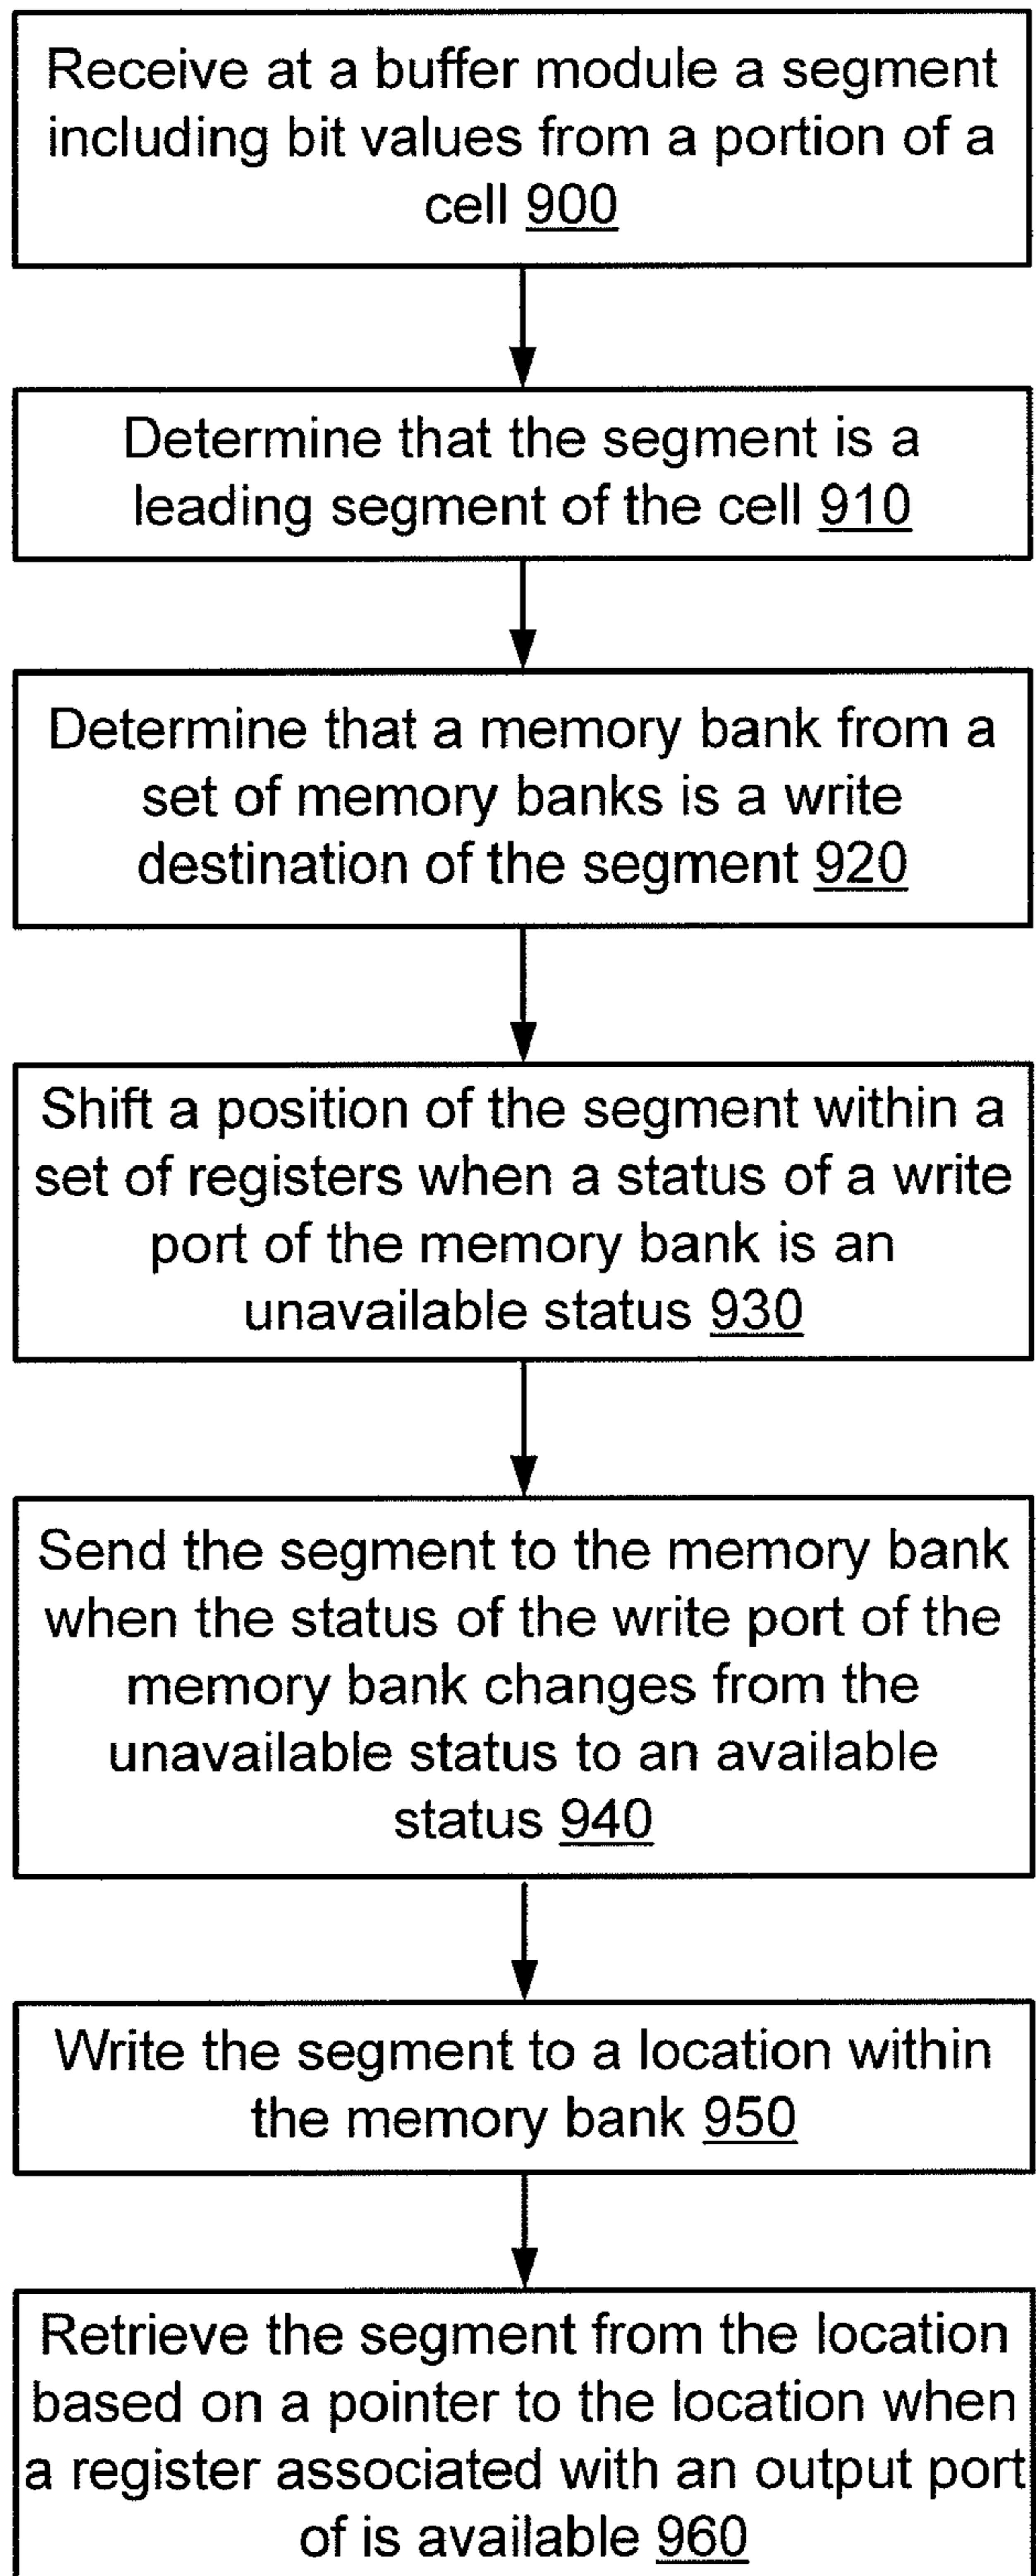 Receive at a buffer module a segment
including bit values from a portion of a
cell 900
Determine that the segment is a
leading segment of the cell 910
Determine that a memory bank from a
set of memory banks is a write
destination of the segment 920
Shift a position of the segment within a
set of registers when a status of a write
port of the memory bank is an
unavailable status 930
Send the segment to the memory bank
when the status of the write port of the
memory bank changes from the
unavailable status to an available
status 940
Write the segment to a location within
the memory bank 950
Retrieve the segment from the location
based on a pointer to the location when
a register associated with an output port
of is available 960